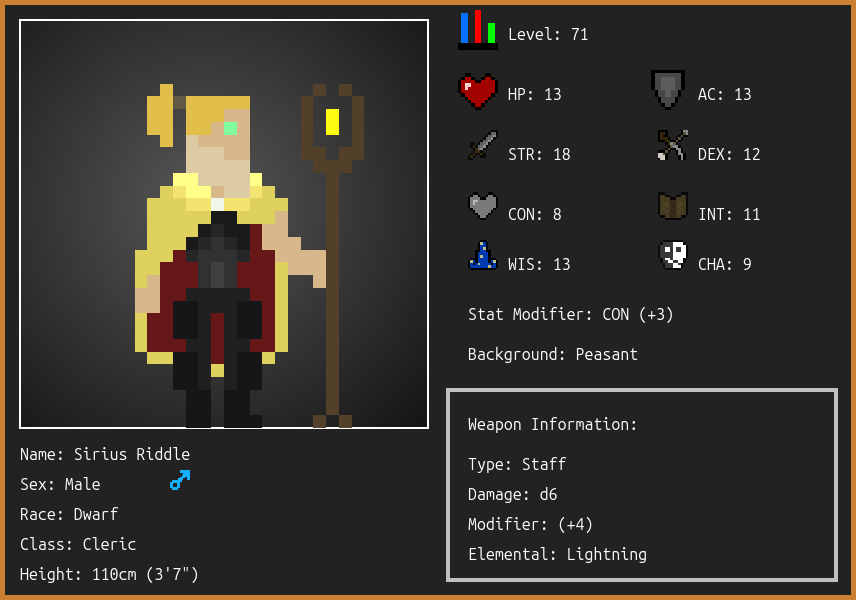 Level: 71
HP: 13
AC: 13
STR: 18
DEX: 12
CON: 8
INT: 11
WIS: 13
CHA: 9
Stat Modifier: CON (+3)
Background: Peasant
Weapon Information:
Type: Staff
Damage: d6
Modifier: (+4)
Elemental: Lightning
Name: Sirius Riddle
Sex: Male
Race: Dwarf
Class: Cleric
Height: 110cm (3'7")